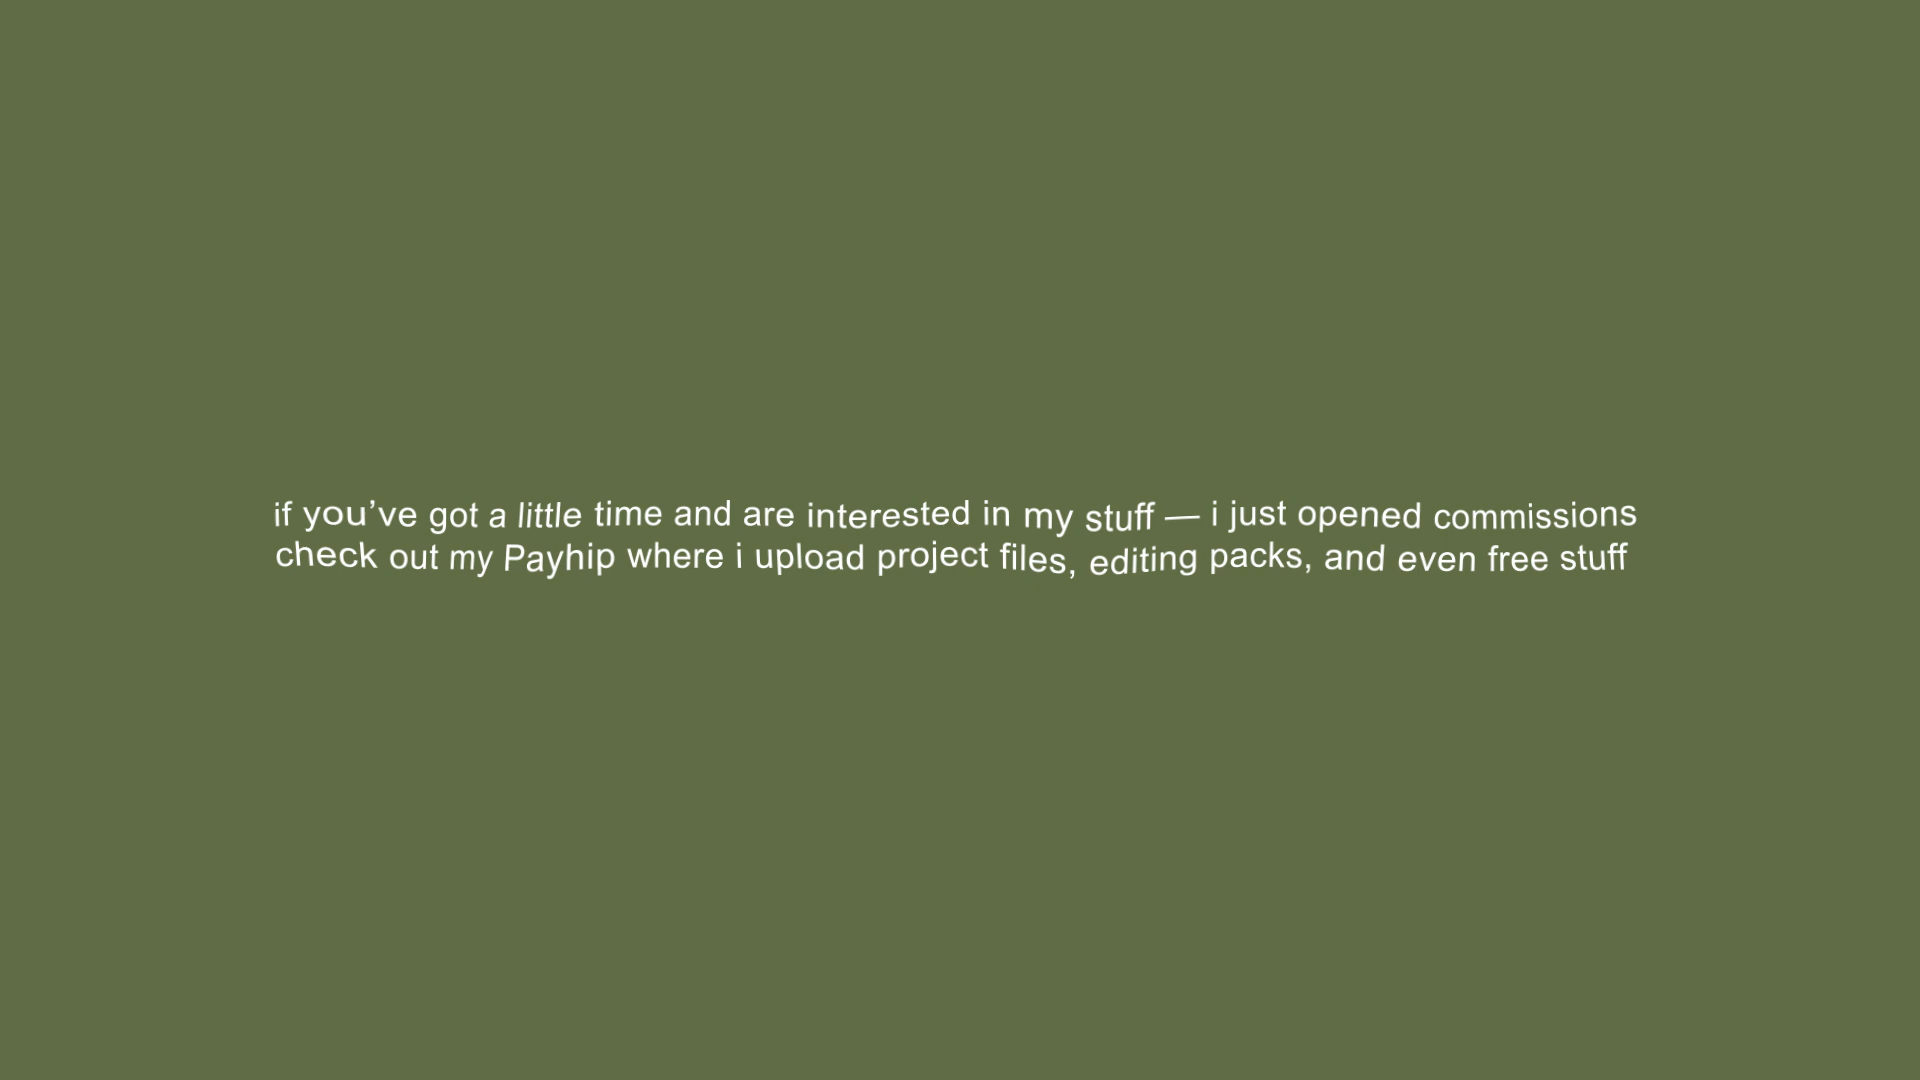 if you’ve got a little time and are interested in my stuff — i just opened commissions
check out my Payhip where i upload project files, editing packs, and even free stuff